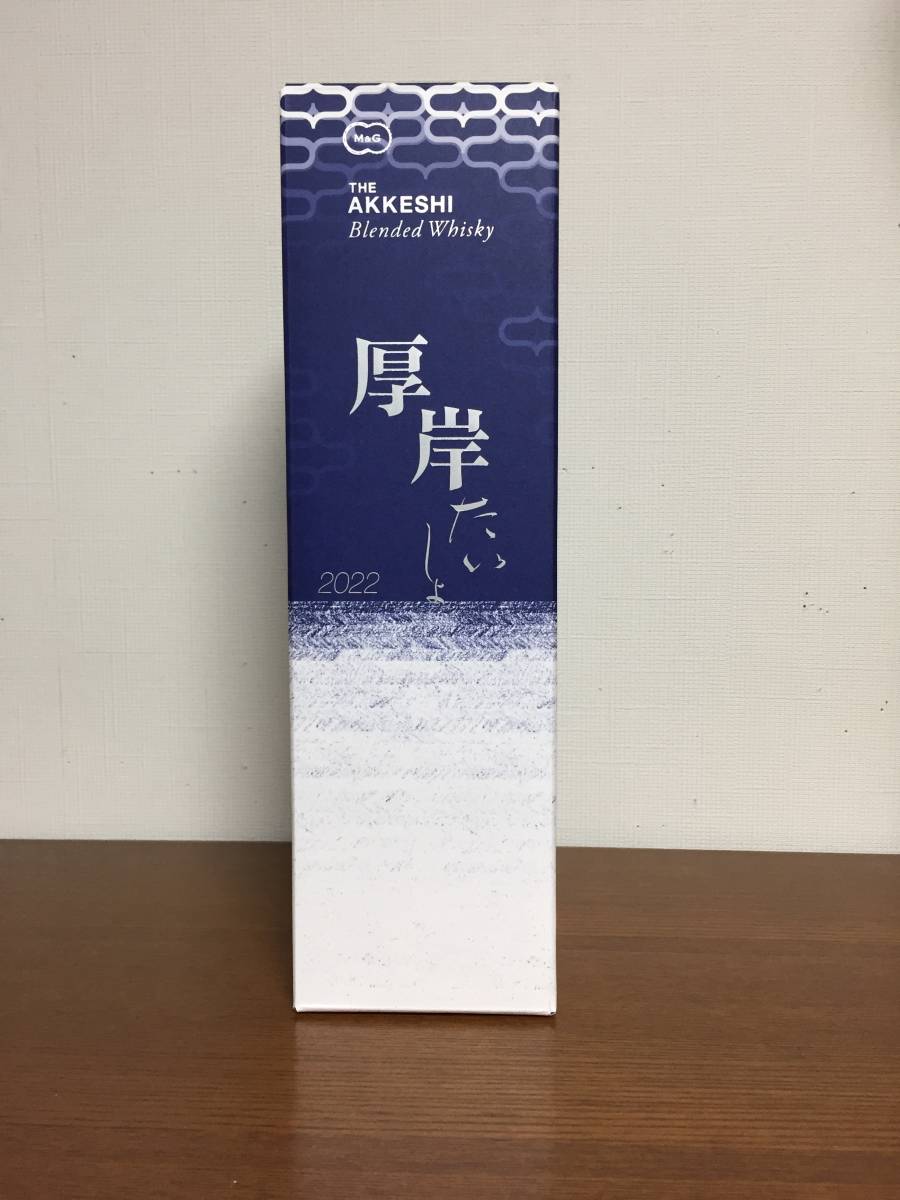 M&G
THE
AKKESHI
Blended Whisky
厚岸
たいしょ
2022